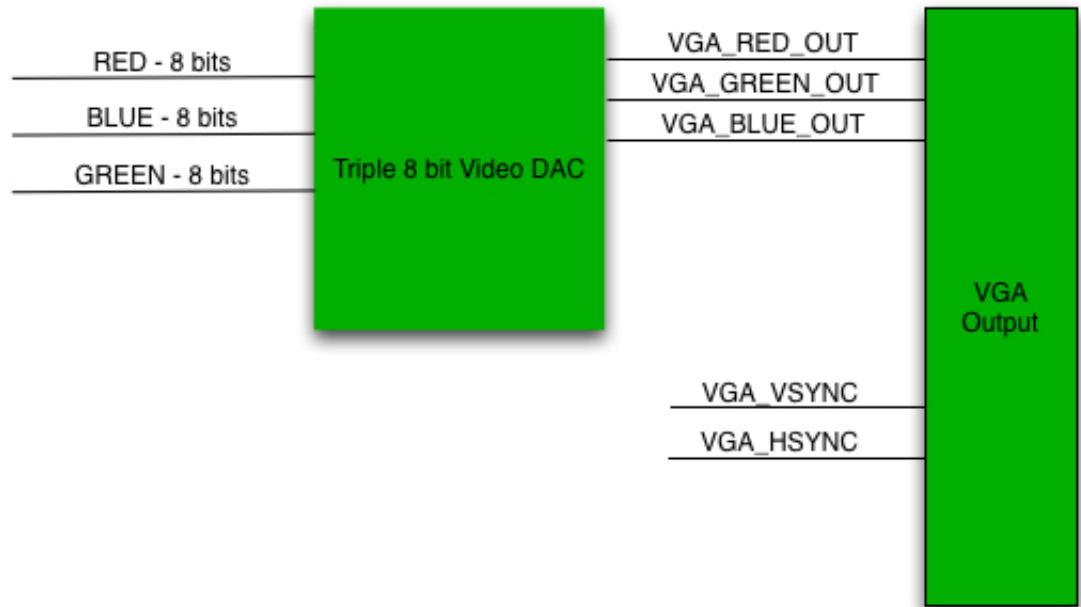 RED - 8 bits
BLUE - 8 bits
GREEN - 8 bits
Triple 8 bit Video DAC
VGA_RED_OUT
VGA_GREEN_OUT
VGA_BLUE_OUT
VGA_VSYNC
VGA_HSYNC
VGA
Output